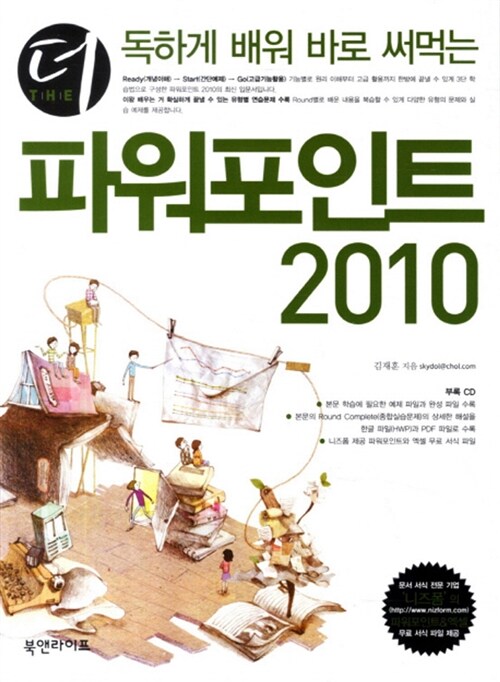 더
THE
독하게 배워 바로 써먹는
Ready(개념이해) → Start(간단예제) → Go(고급기능활용) 기능별로 원리 이해부터 고급 활용까지 한방에 끝낼 수 있게 3단 학
습법으로 구성한 파워포인트 2010의 최신 입문서입니다.
이왕 배우는 거 확실하게 끝낼 수 있는 유형별 연습문제 수록 Round별로 배운 내용을 복습할 수 있게 다양한 유형의 문제와 실
습 예제를 제공합니다.
파워포인트
2010
김재훈 지음 skydol@chol.com
부록 CD
● 본문 학습에 필요한 예제 파일과 완성 파일 수록
● 본문의 Round Complete(종합실습문제)의 상세한 해설을
한글 파일(HWP)과 PDF 파일로 수록
● 니즈폼 제공 파워포인트와 엑셀 무료 서식 파일
문서 서식 전문 기업
"니즈폼"의
(http://www.nizform.com)
파워포인트&엑셀
무료 서식 파일 제공
북앤라이프